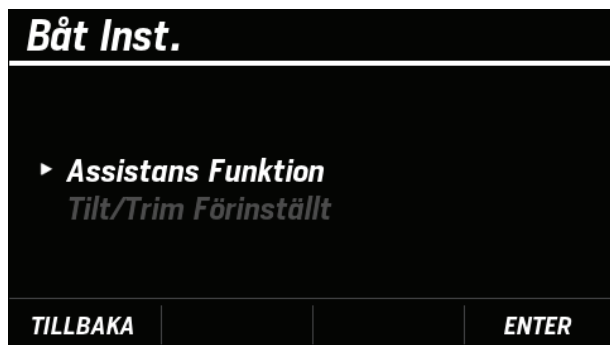 Båt Inst.
Assistans Funktion
Tilt/Trim Förinställt
TILLBAKA ENTER